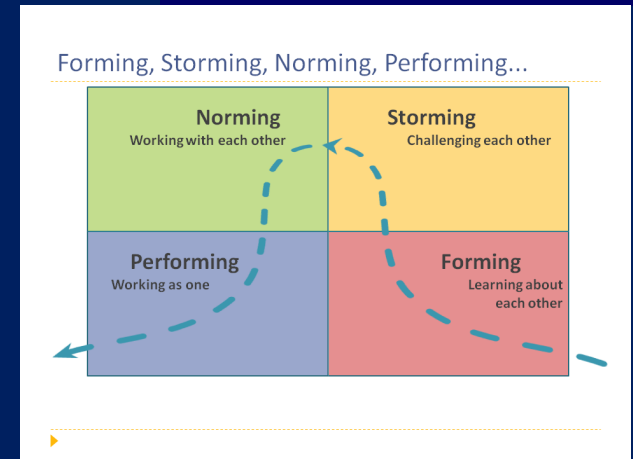 Forming, Storming, Norming, Performing...
Norming
Working with each other
Storming
Challenging each other
Performing
Working as one
Forming
Learning about
each other